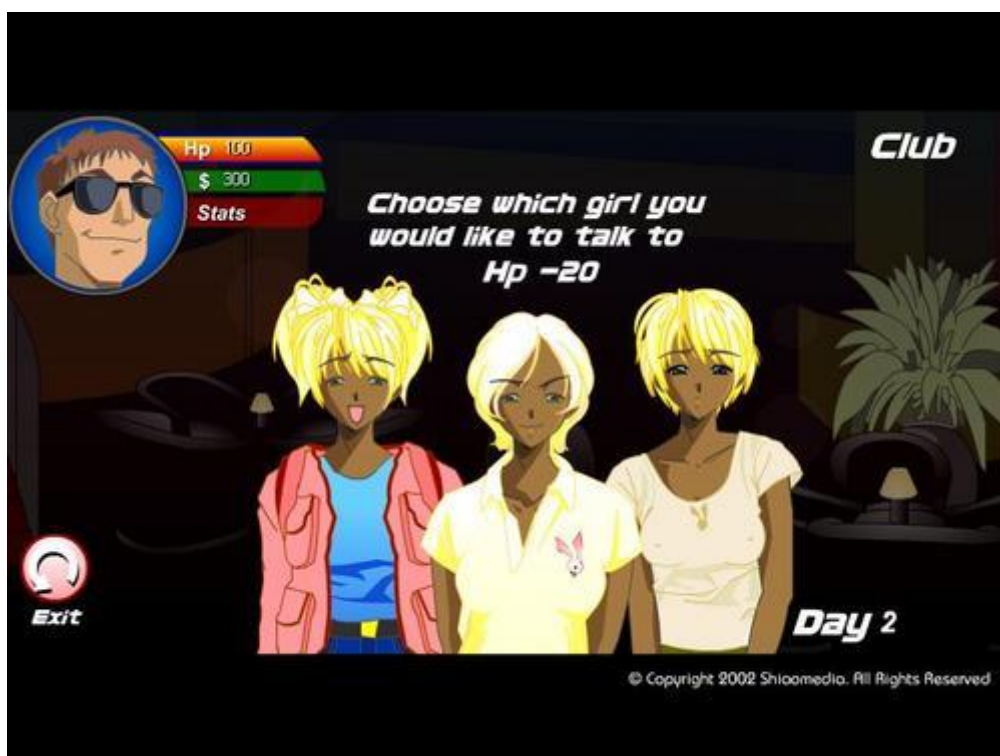 Hp 100
$ 300
Stats
Club
Choose which girl you
would like to talk to
Hp -20
Exit
Day 2
© Copyright 2002 Shioomedio. All Rights Reserved